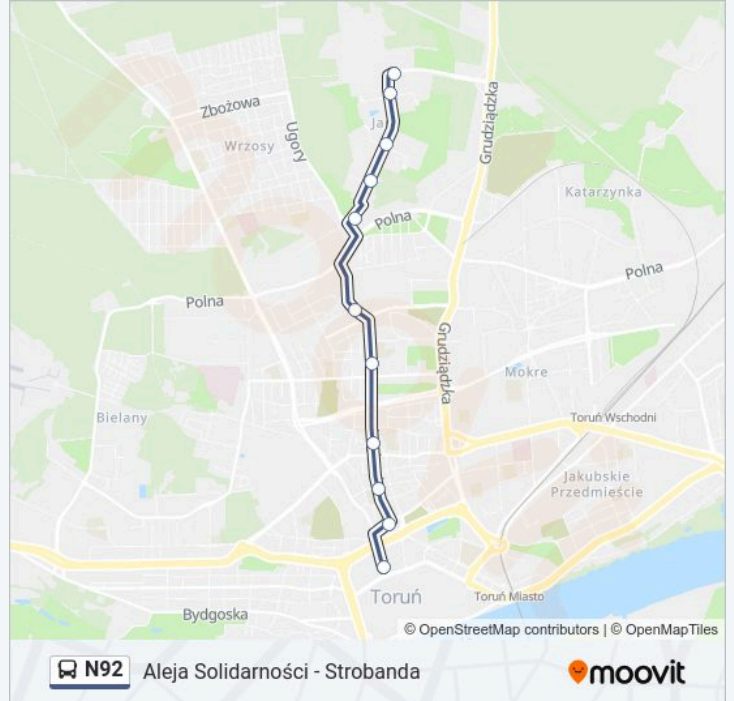 Zbożowa
Ugory
Wrzosy
Ja
Grudziądzka
Katarzynka
Polna
Polna
Polna
Grudziądzka
Mokre
Bielany
Toruń Wschodni
Jakubskie
Przedmieście
Toruń
Toruń Miasto
Bydgoska
© OpenStreetMap contributors | © OpenMapTiles
N92 Aleja Solidarności - Strobanda
moovit